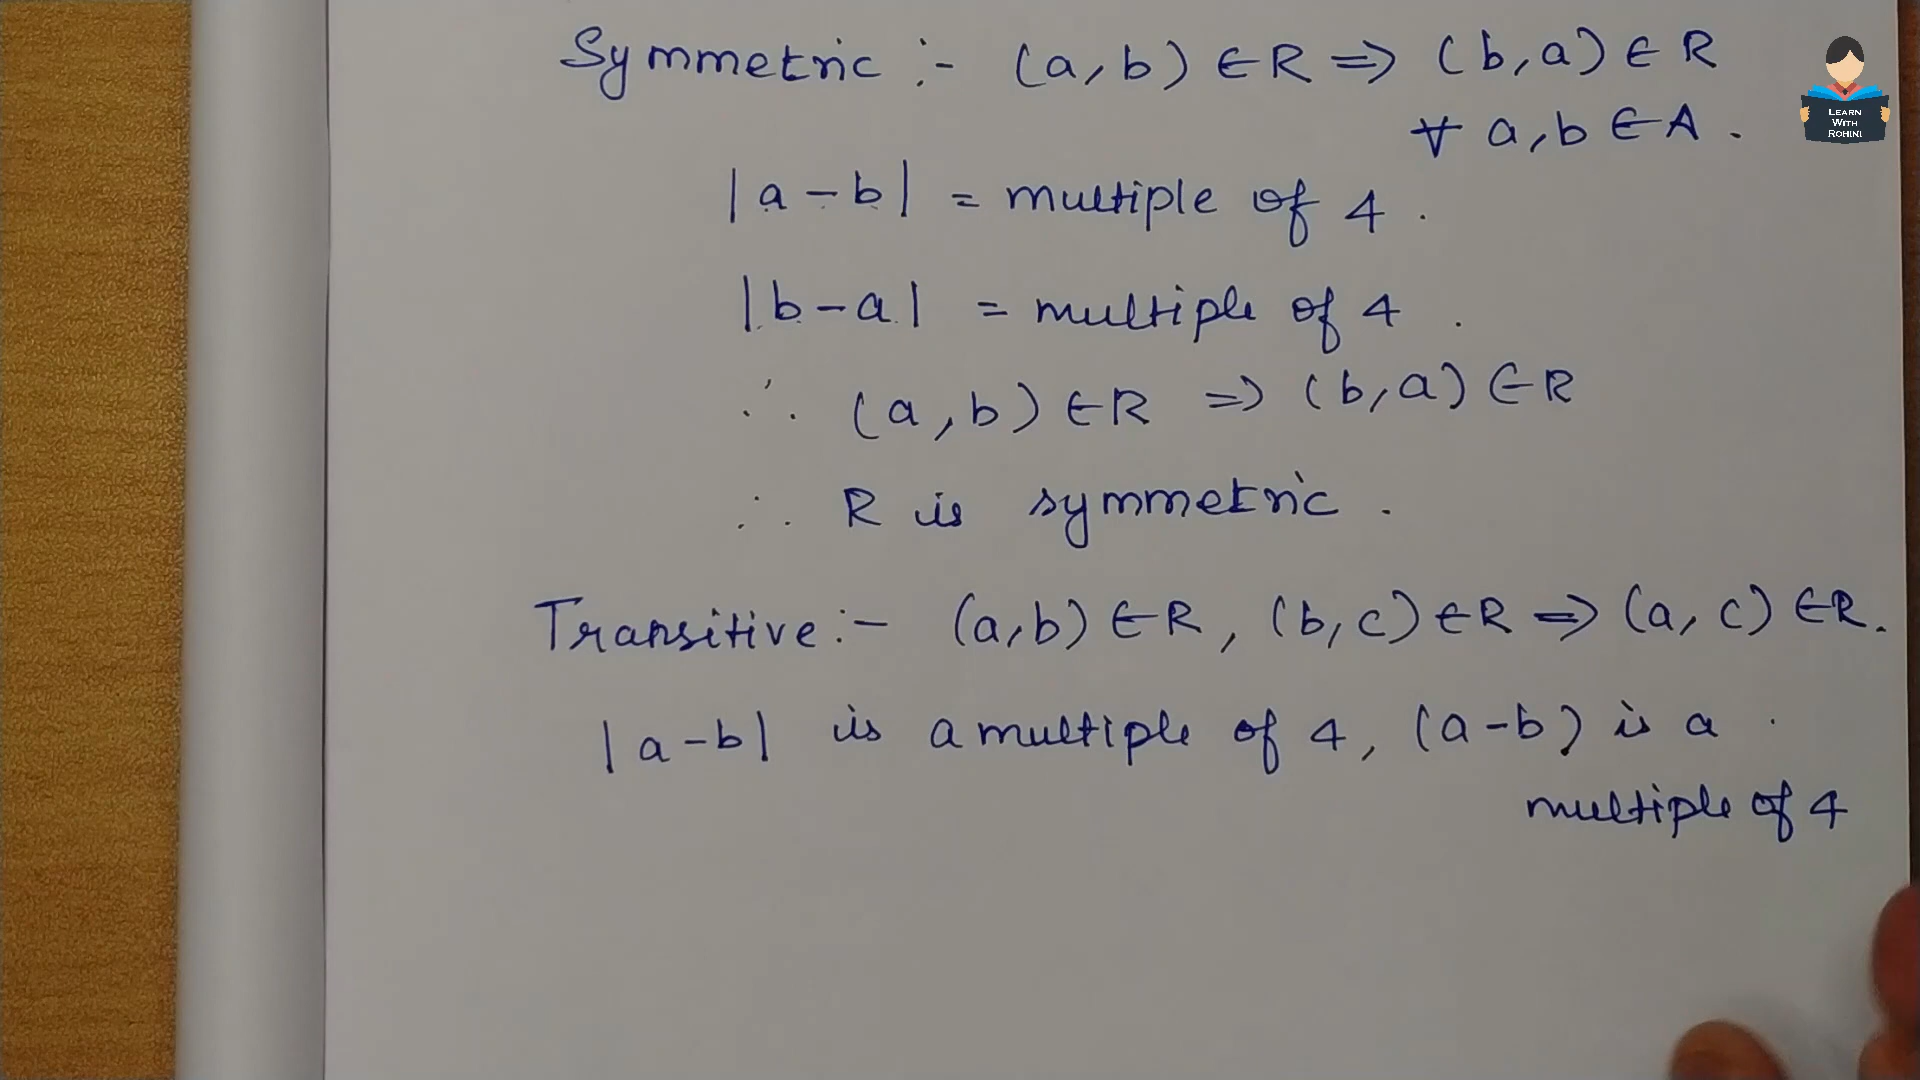 Symmetric :- (a, b) ∈ R ⇒ (b, a) ∈ R
∀ a, b ∈ A .
|a - b| = multiple of 4 .
|b - a| = multiple of 4 .
∴ (a, b) ∈ R ⇒ (b, a) ∈ R
∴ R is symmetric .
Transitive :- (a, b) ∈ R , (b, c) ∈ R ⇒ (a, c) ∈ R .
|a - b| is a multiple of 4, (a - b) is a
multiple of 4
LEARN
WITH
ROHINI